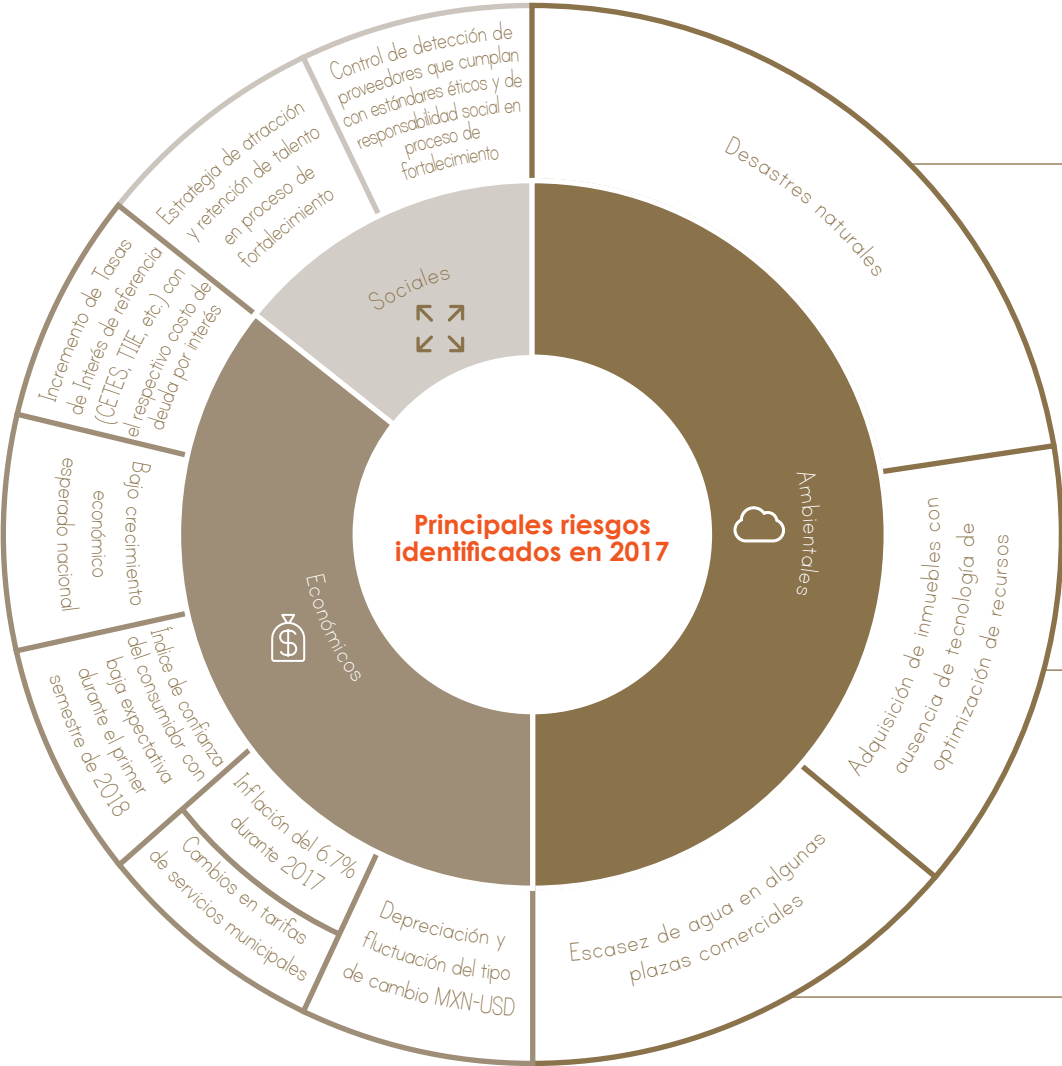 Principales riesgos
identificados en 2017
Ambientales
Desastres naturales
Adquisición de inmuebles con
ausencia de tecnología de
optimización de recursos
Escasez de agua en algunas
plazas comerciales
Económicos
Depreciación y
fluctuación del tipo
de cambio MXN-USD
Inflación del 6.7%
durante 2017
Cambios en tarifas
de servicios municipales
Índice de confianza
del consumidor con
baja expectativa
durante el primer
semestre de 2018
Bajo crecimiento
económico
esperado nacional
Incremento de Tasas
de Interés de referencia
(CETES, TIIE, etc.) con
el respectivo costo de
deuda por interés
Sociales
Estrategia de atracción
y retención de talento
en proceso de
fortalecimiento
Control de detección de
proveedores que cumplan
con estándares éticos y de
responsabilidad social en
proceso de
fortalecimiento